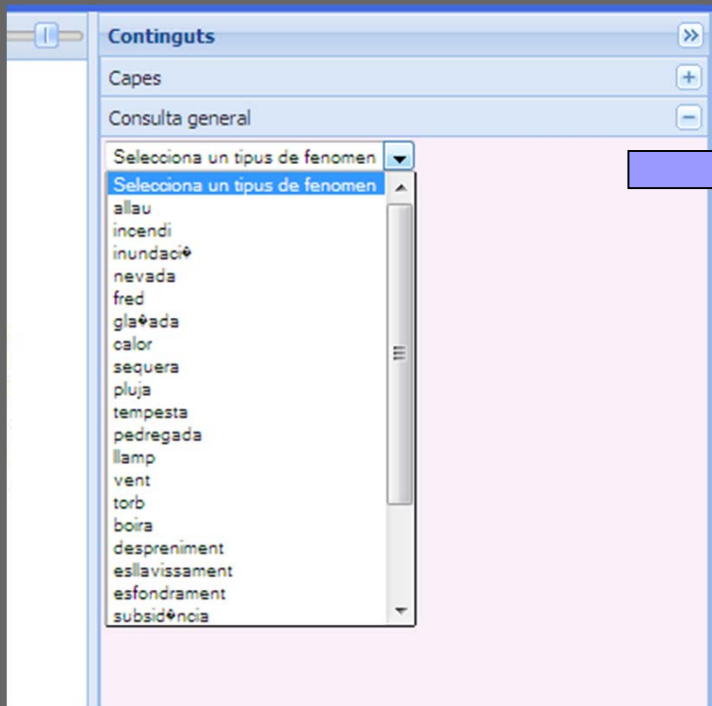 Continguts
Capes
Consulta general
Selecciona un tipus de fenomen
Selecciona un tipus de fenomen
allau
incendi
inundaci�
nevada
fred
gla�ada
calor
sequera
pluja
tempesta
pedregada
llamp
vent
torb
boira
despreniment
esllavissament
esfondrament
subsid�ncia